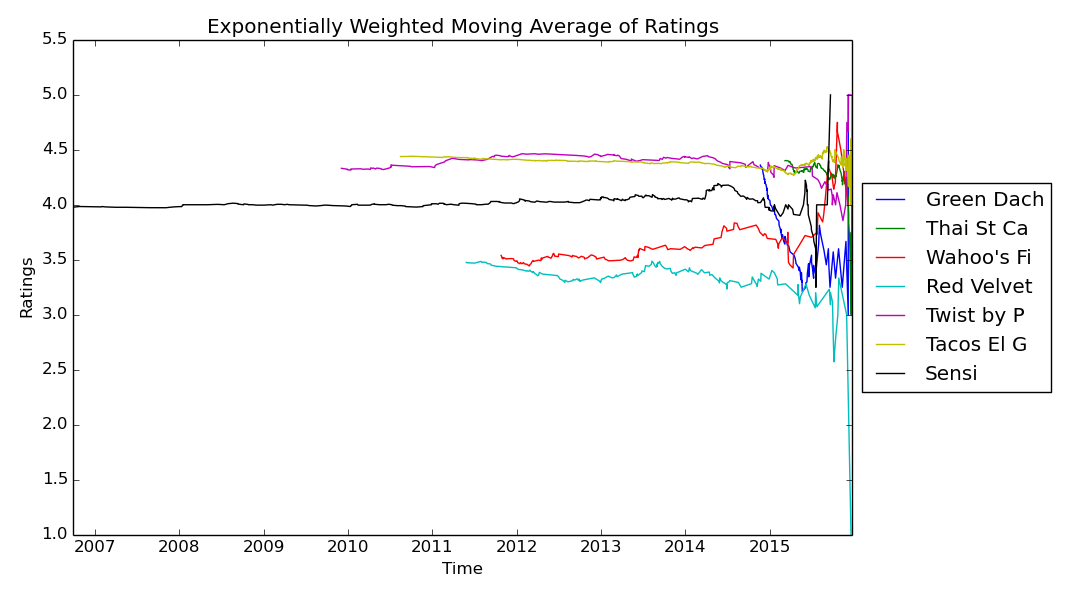 Exponentially Weighted Moving Average of Ratings
5.5
5.0
4.5
4.0
3.5
3.0
2.5
2.0
1.5
1.0
Ratings
2007 2008 2009 2010 2011 2012 2013 2014 2015
Time
Green Dach
Thai St Ca
Wahoo's Fi
Red Velvet
Twist by P
Tacos El G
Sensi